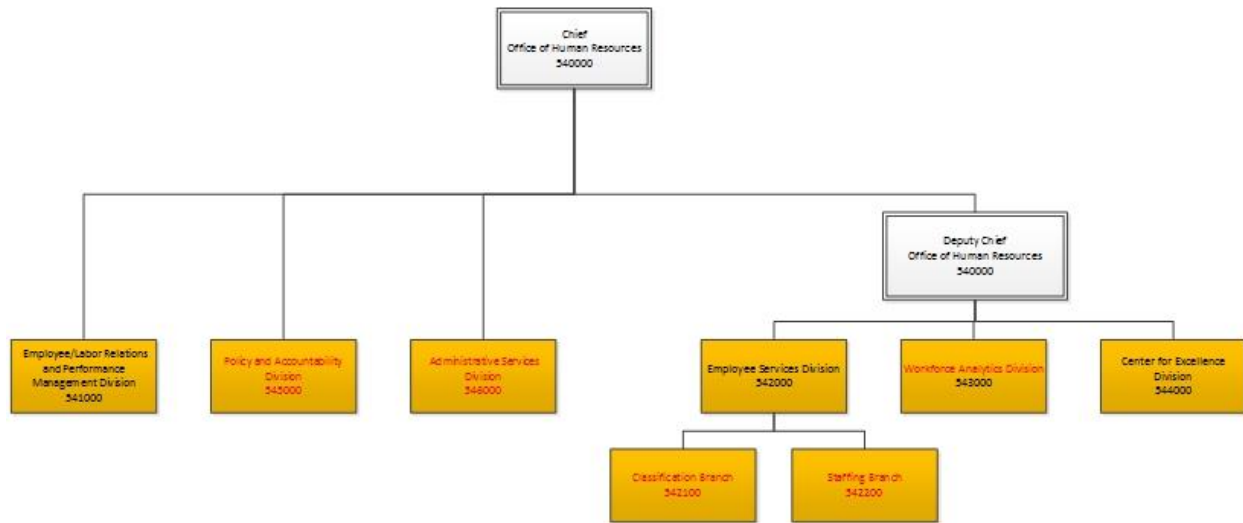 Chief
Office of Human Resources
540000
Deputy Chief
Office of Human Resources
540000
Employee/Labor Relations
and Performance
Management Division
541000
Policy and Accountability
Division
545000
Administrative Services
Division
546000
Employee Services Division
542000
Workforce Analytics Division
543000
Center for Excellence
Division
544000
Classification Branch
542100
Staffing Branch
542200